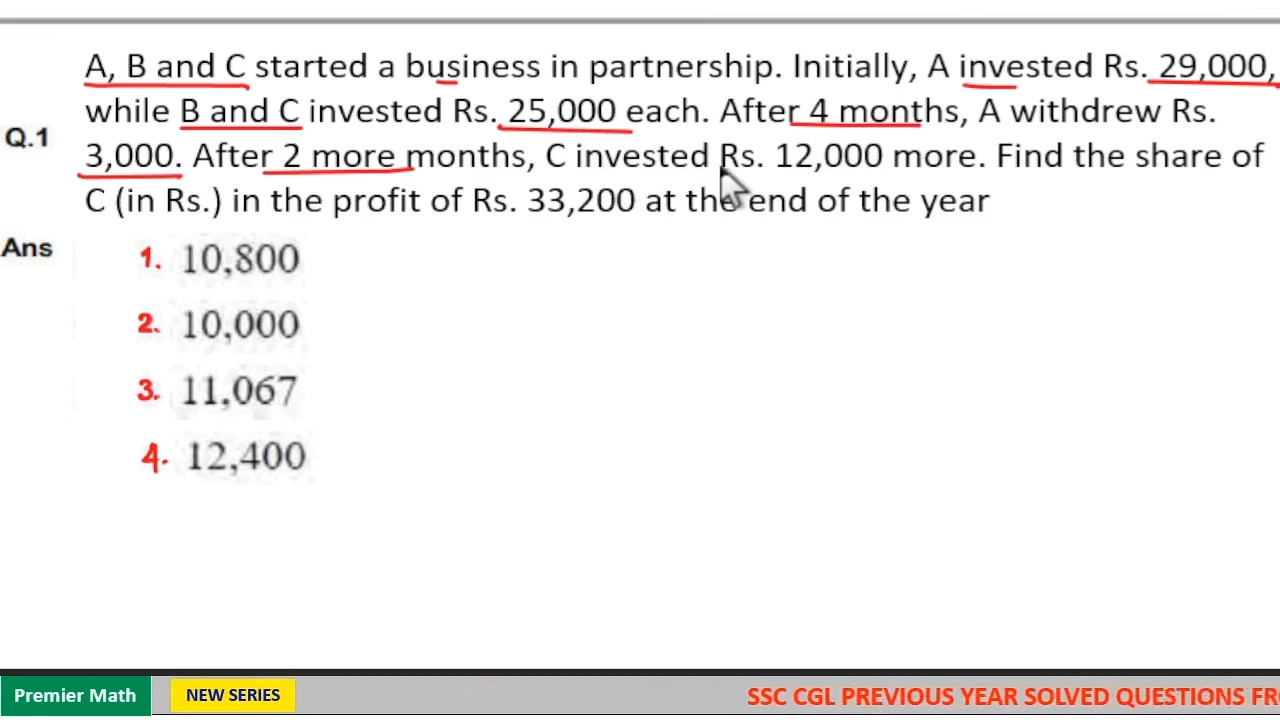 A, B and C started a business in partnership. Initially, A invested Rs. 29,000,
while B and C invested Rs. 25,000 each. After 4 months, A withdrew Rs.
Q.1
3,000. After 2 more months, C invested Rs. 12,000 more. Find the share of
C (in Rs.) in the profit of Rs. 33,200 at the end of the year
Ans
1. 10,800
2. 10,000
3. 11,067
4. 12,400
Premier Math NEW SERIES SSC CGL PREVIOUS YEAR SOLVED QUESTIONS FR